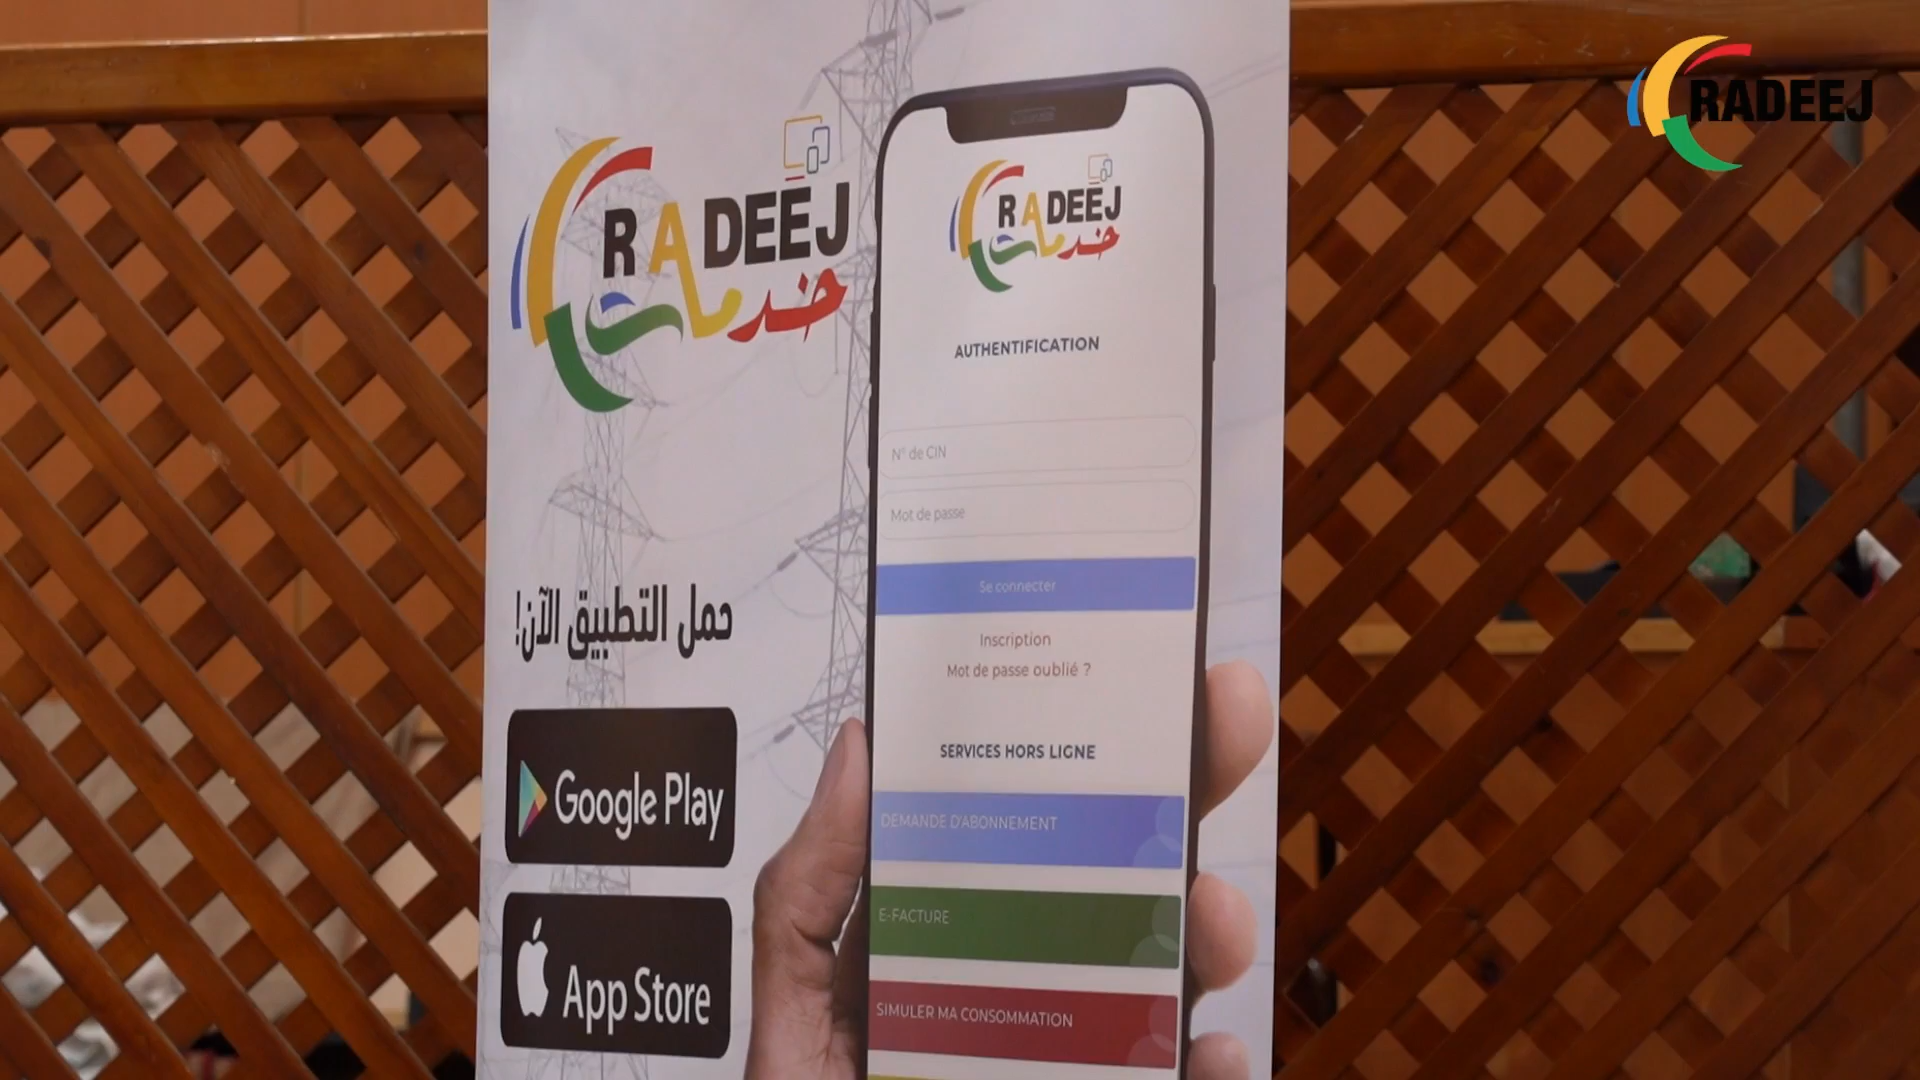 RADEEJ
RADEEJ
خدمات
حمل التطبيق الآن!
Google Play
App Store
RADEEJ
خدمات
AUTHENTIFICATION
N° de CIN
Mot de passe
Se connecter
Inscription
Mot de passe oublié ?
SERVICES HORS LIGNE
DEMANDE D'ABONNEMENT
E-FACTURE
SIMULER MA CONSOMMATION